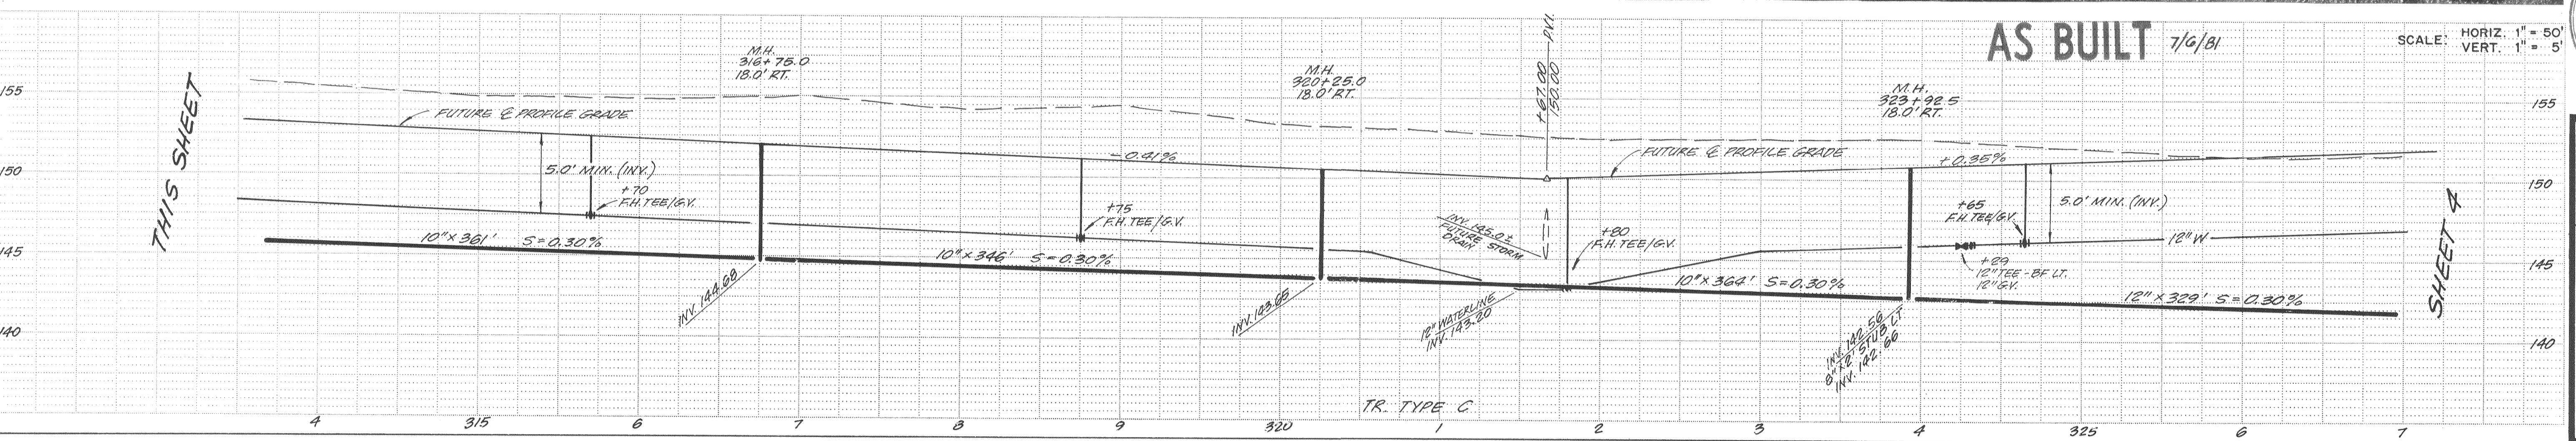 AS BUILT 7/6/81
SCALE: HORIZ. 1" = 50'
VERT. 1" = 5'
155
150
145
140
THIS SHEET
FUTURE ℄ PROFILE GRADE
5.0' MIN. (INV.)
+70
F.H. TEE/G.V.
10" x 361' S=0.30%
M.H.
316+75.0
18.0' RT.
INV. 144.68
+75
F.H. TEE/G.V.
10" x 346' S=0.30%
-0.41%
M.H.
320+25.0
18.0' RT.
INV. 143.65
+67.00 P.V.I.
150.00
INV. 145.0±
FUTURE STORM
DRAIN
12" WATERLINE
INV. 143.20
+80
F.H. TEE/G.V.
FUTURE ℄ PROFILE GRADE
10" x 364' S=0.30%
M.H.
323+92.5
18.0' RT.
+0.35%
INV. 142.56
8"x2' STUB LT
INV. 142.66
+65
F.H. TEE/G.V.
+29
12" TEE-BF LT.
12" G.V.
5.0' MIN. (INV.)
12" W
12" x 329' S=0.30%
SHEET 4
155
150
145
140
TR. TYPE C
4 315 6 7 8 9 320 1 2 3 4 325 6 7